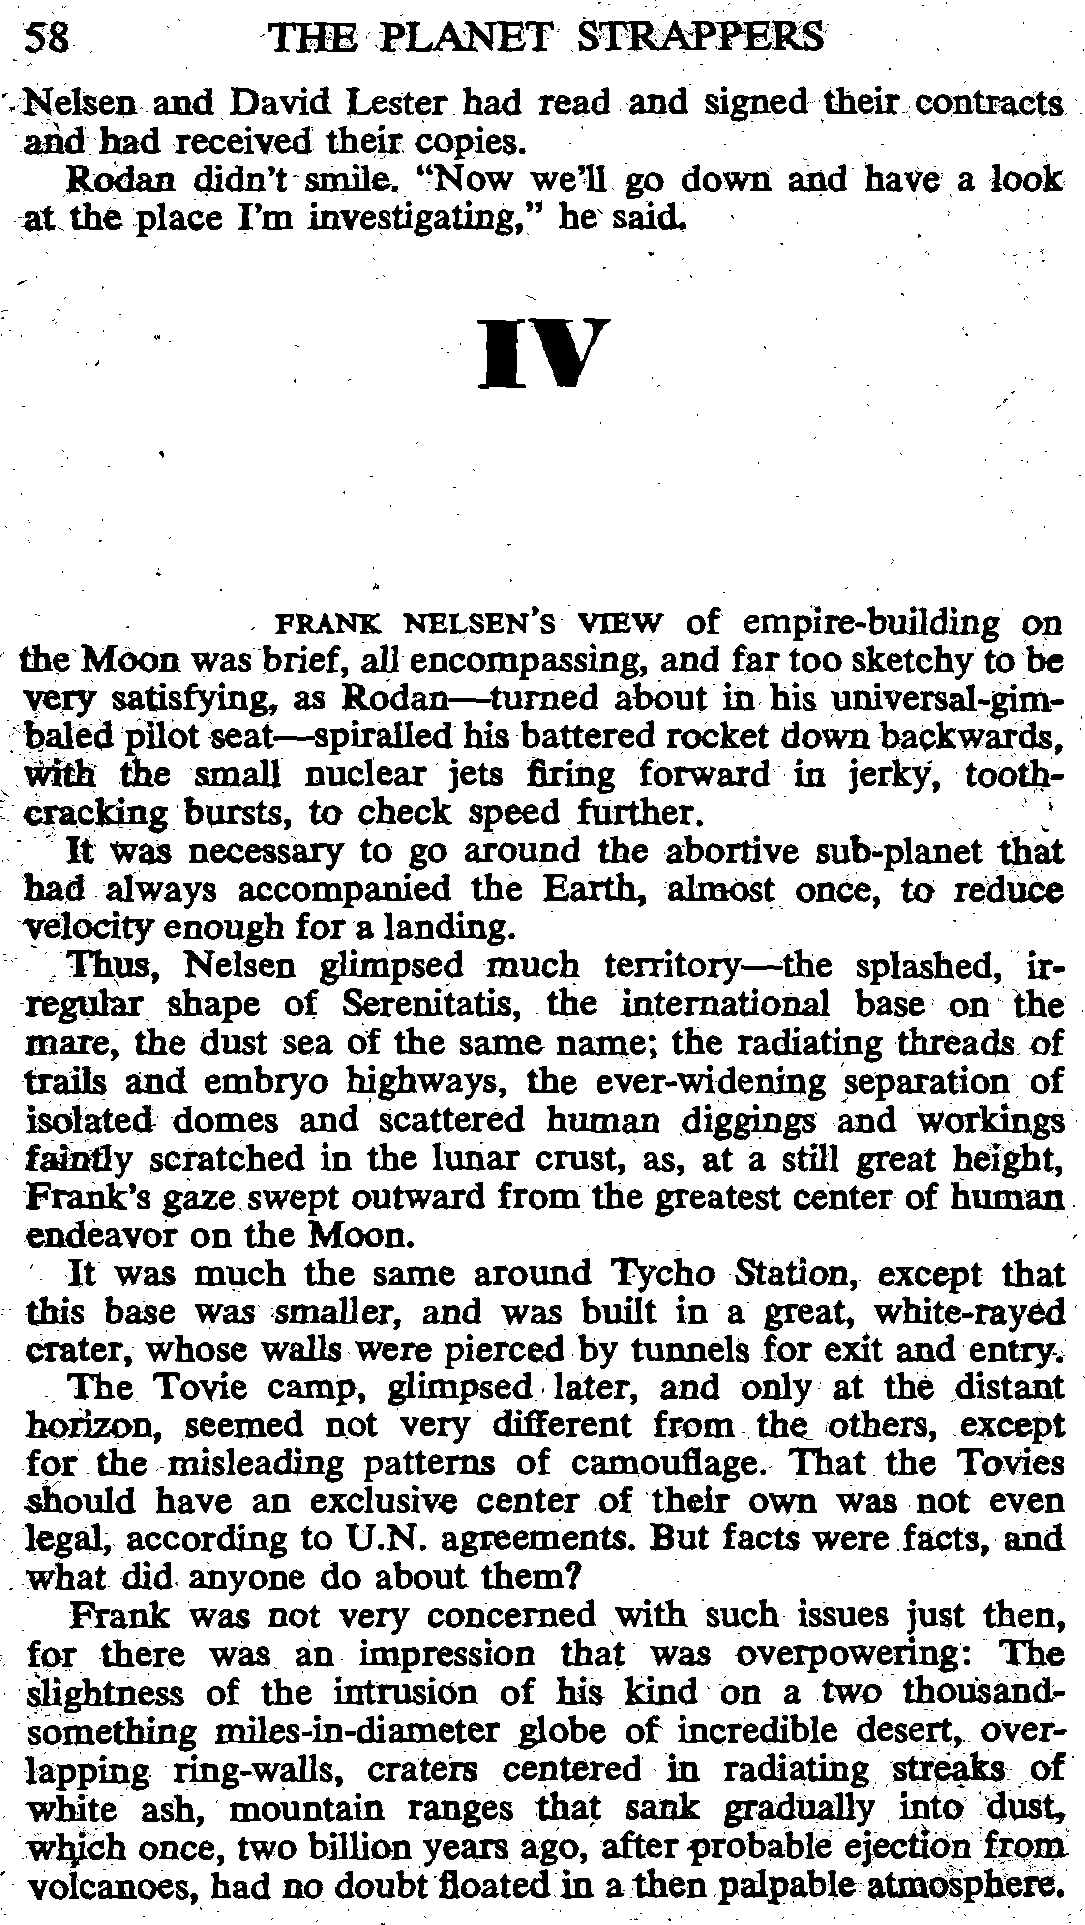 58 THE PLANET STRAPPERS
Nelsen and David Lester had read and signed their contracts
and had received their copies.
Rodan didn't smile. “Now we'll go down and have a look
at the place I'm investigating,” he said.
IV
FRANK NELSEN'S VIEW of empire-building on
the Moon was brief, all encompassing, and far too sketchy to be
very satisfying, as Rodan—turned about in his universal-gim-
baled pilot seat—spiralled his battered rocket down backwards,
with the small nuclear jets firing forward in jerky, tooth-
cracking bursts, to check speed further.
It was necessary to go around the abortive sub-planet that
had always accompanied the Earth, almost once, to reduce
velocity enough for a landing.
Thus, Nelsen glimpsed much territory—the splashed, ir-
regular shape of Serenitatis, the international base on the
mare, the dust sea of the same name; the radiating threads of
trails and embryo highways, the ever-widening separation of
isolated domes and scattered human diggings and workings
faintly scratched in the lunar crust, as, at a still great height,
Frank's gaze swept outward from the greatest center of human
endeavor on the Moon.
It was much the same around Tycho Station, except that
this base was smaller, and was built in a great, white-rayed
crater, whose walls were pierced by tunnels for exit and entry.
The Tovie camp, glimpsed later, and only at the distant
horizon, seemed not very different from the others, except
for the misleading patterns of camouflage. That the Tovies
should have an exclusive center of their own was not even
legal, according to U.N. agreements. But facts were facts, and
what did anyone do about them?
Frank was not very concerned with such issues just then,
for there was an impression that was overpowering: The
slightness of the intrusion of his kind on a two thousand-
something miles-in-diameter globe of incredible desert, over-
lapping ring-walls, craters centered in radiating streaks of
white ash, mountain ranges that sank gradually into dust,
which once, two billion years ago, after probable ejection from
volcanoes, had no doubt floated in a then palpable atmosphere.